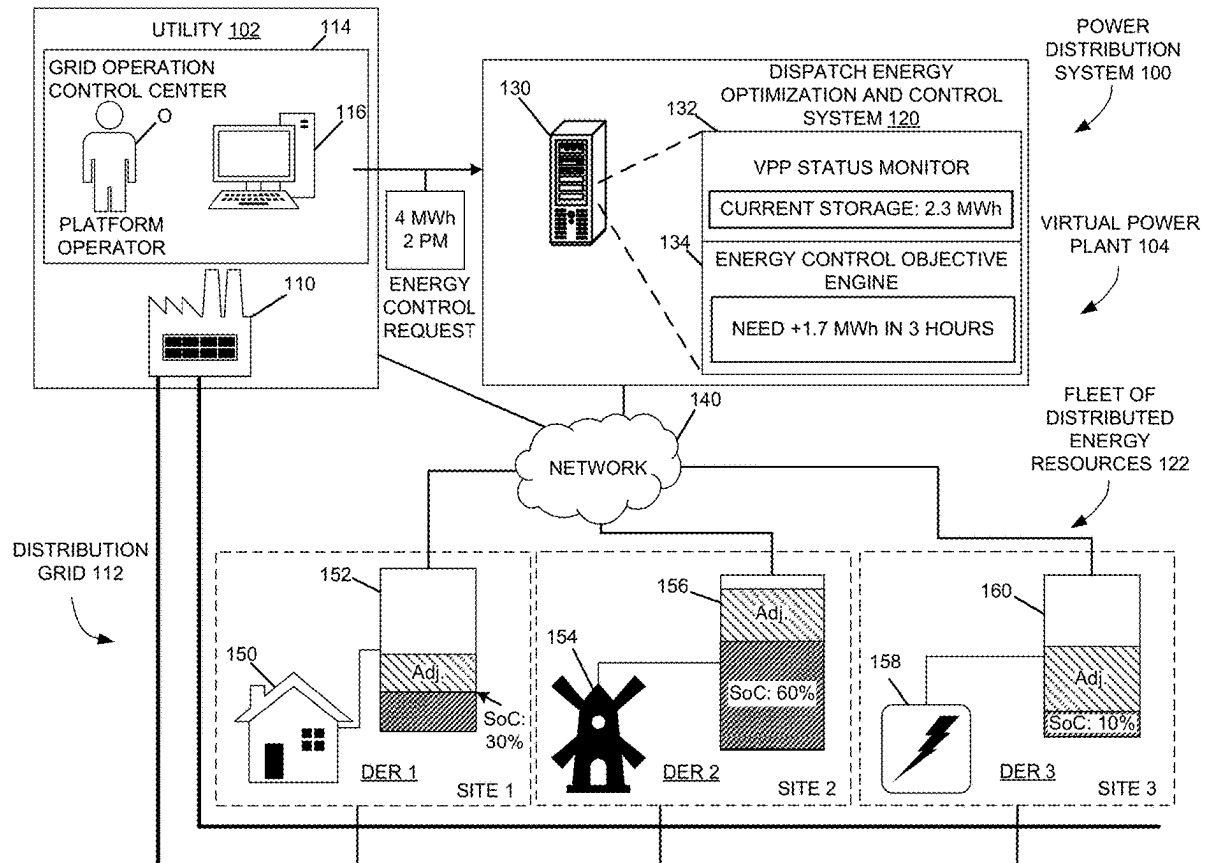 UTILITY 102
114
GRID OPERATION
CONTROL CENTER
116
PLATFORM
OPERATOR
110
4 MWh
2 PM
ENERGY
CONTROL
REQUEST
130
DISPATCH ENERGY
OPTIMIZATION AND CONTROL
SYSTEM 120
132
VPP STATUS MONITOR
CURRENT STORAGE: 2.3 MWh
134
ENERGY CONTROL OBJECTIVE
ENGINE
NEED +1.7 MWh IN 3 HOURS
POWER
DISTRIBUTION
SYSTEM 100
VIRTUAL POWER
PLANT 104
140
NETWORK
FLEET OF
DISTRIBUTED
ENERGY
RESOURCES 122
DISTRIBUTION
GRID 112
152
150
Adj.
SoC:
30%
DER 1
SITE 1
156
154
Adj.
SoC: 60%
DER 2
SITE 2
160
158
Adj.
SoC: 10%
DER 3
SITE 3